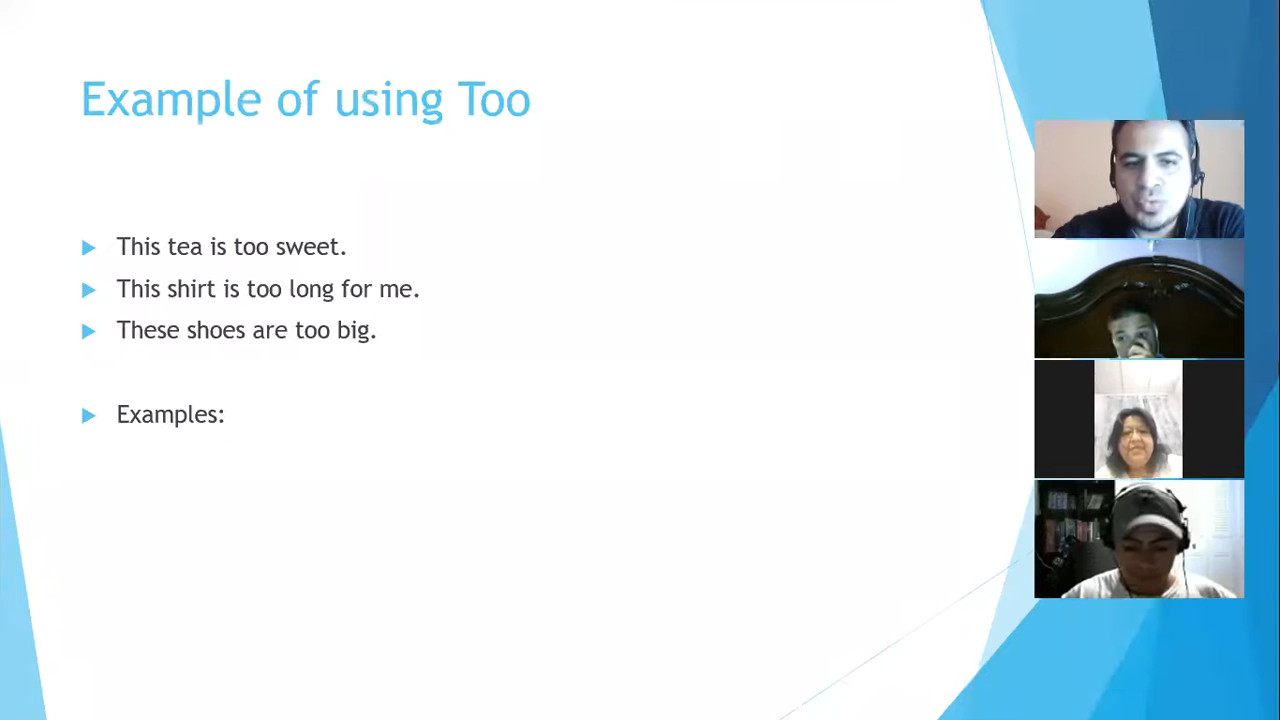 Example of using Too
This tea is too sweet.
This shirt is too long for me.
These shoes are too big.
Examples: